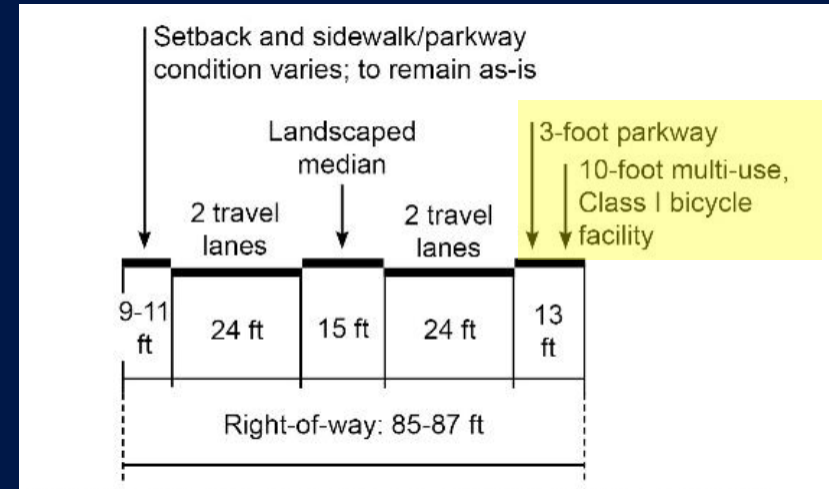 Setback and sidewalk/parkway
condition varies; to remain as-is
Landscaped
median
3-foot parkway
10-foot multi-use,
Class I bicycle
facility
2 travel
lanes
2 travel
lanes
9-11
ft
24 ft
15 ft
24 ft
13
ft
Right-of-way: 85-87 ft